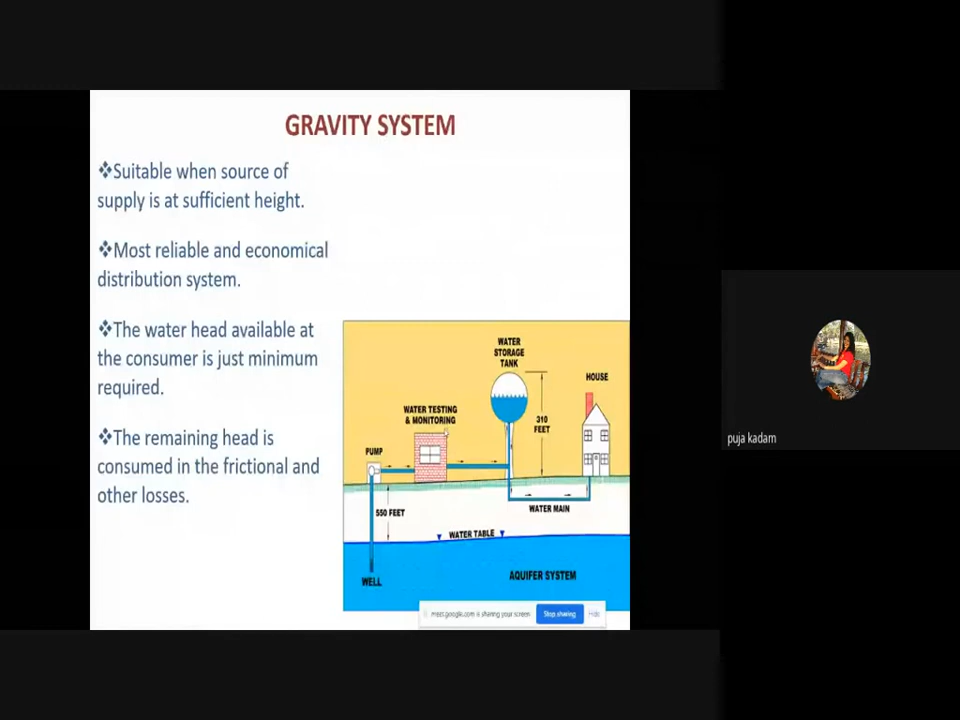 GRAVITY SYSTEM
❖Suitable when source of
supply is at sufficient height.
❖Most reliable and economical
distribution system.
❖The water head available at
the consumer is just minimum
required.
❖The remaining head is
consumed in the frictional and
other losses.
WATER
STORAGE
TANK
HOUSE
WATER TESTING
& MONITORING
310
FEET
PUMP
WATER MAIN
550 FEET
WATER TABLE
WELL
AQUIFER SYSTEM
meet.google.com is sharing your screen. Stop sharing Hide
puja kadam